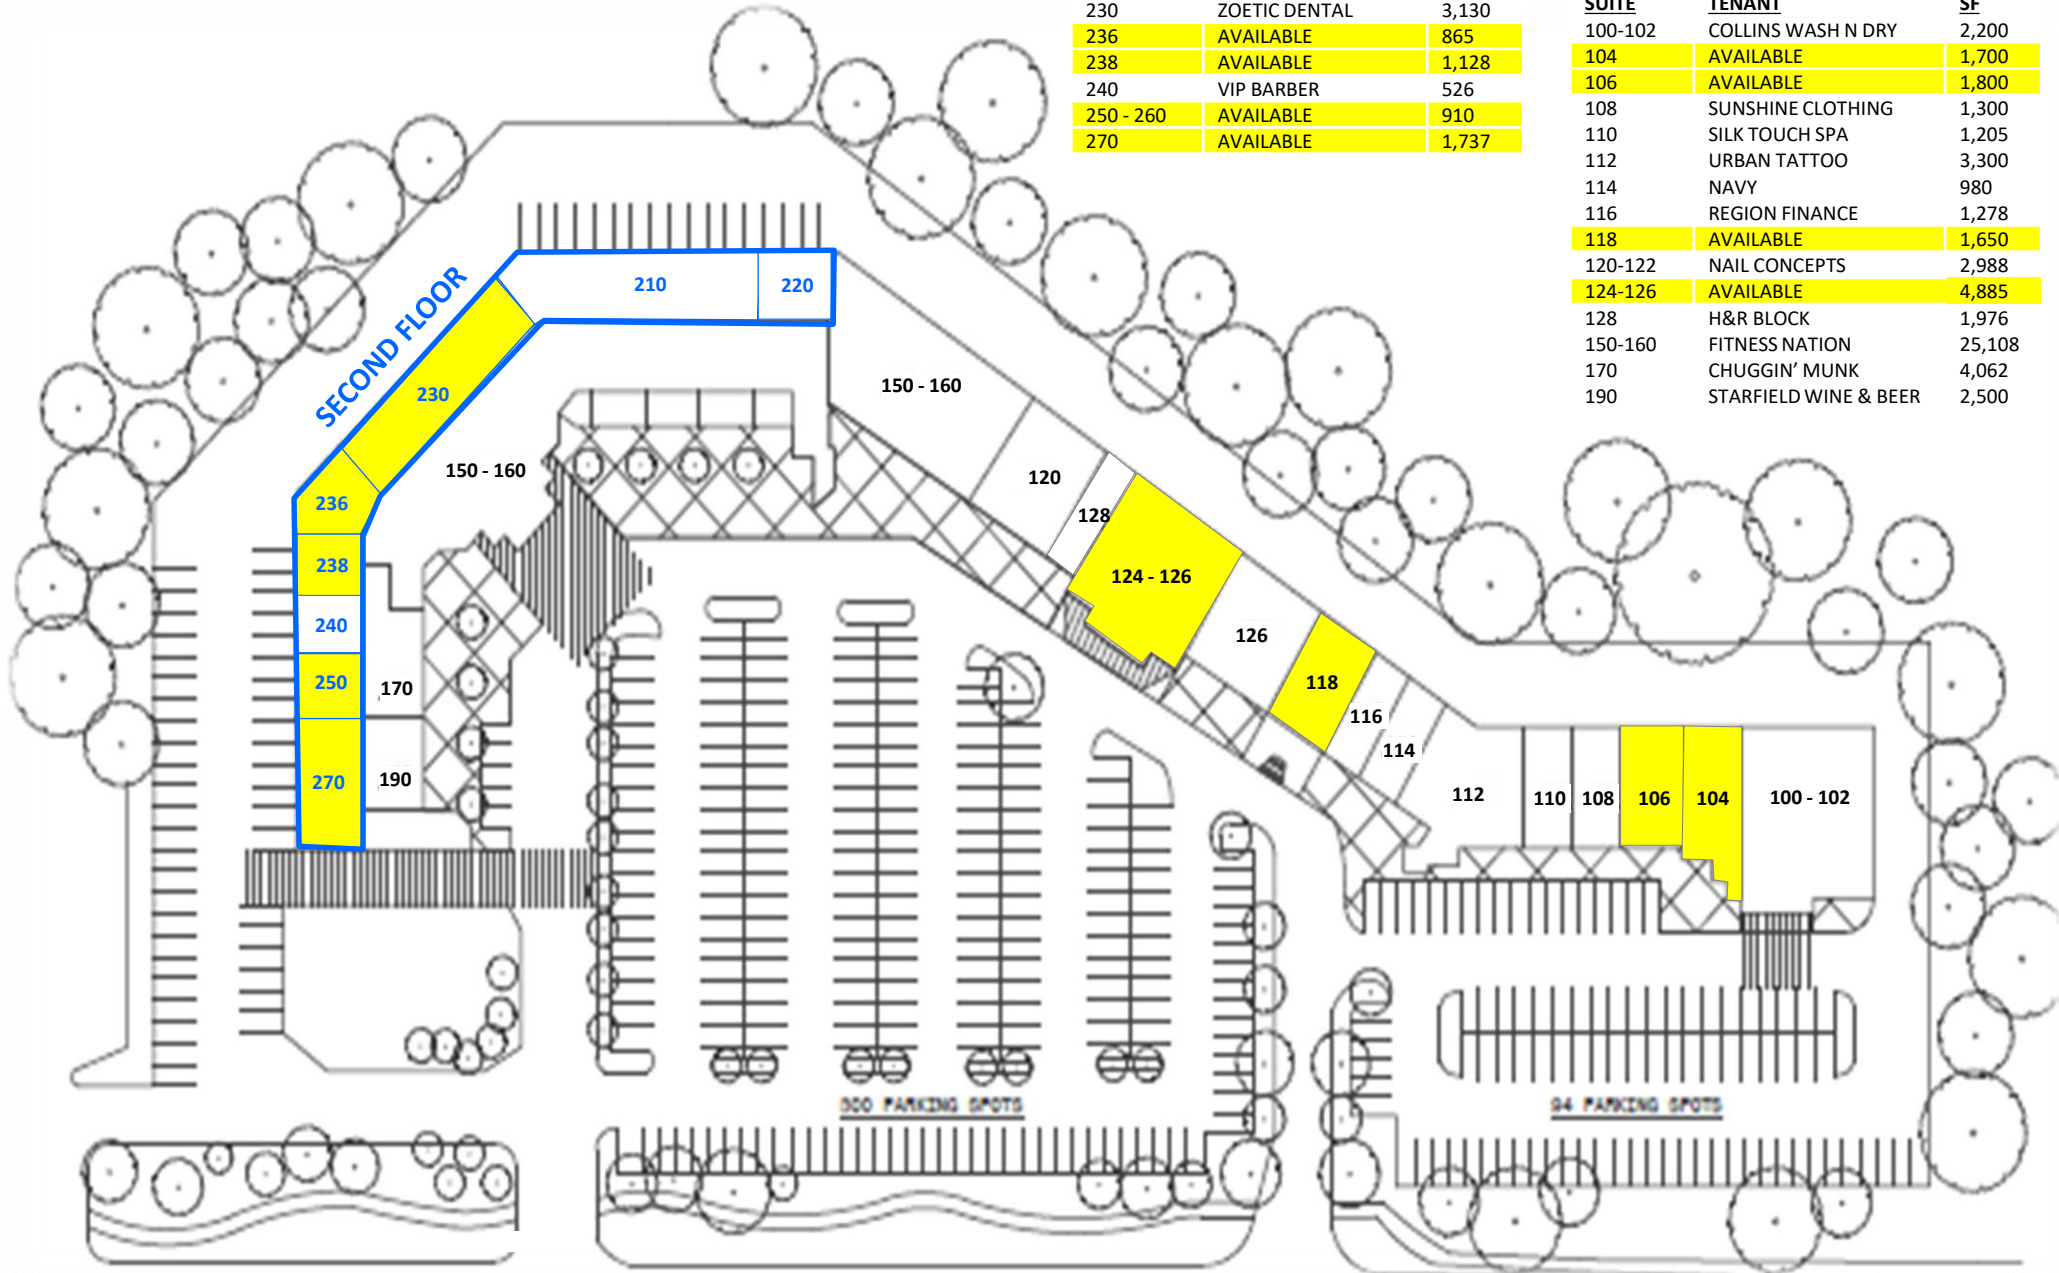 230 ZOETIC DENTAL 3,130
236 AVAILABLE 865
238 AVAILABLE 1,128
240 VIP BARBER 526
250 - 260 AVAILABLE 910
270 AVAILABLE 1,737
SUITE TENANT SF
100-102 COLLINS WASH N DRY 2,200
104 AVAILABLE 1,700
106 AVAILABLE 1,800
108 SUNSHINE CLOTHING 1,300
110 SILK TOUCH SPA 1,205
112 URBAN TATTOO 3,300
114 NAVY 980
116 REGION FINANCE 1,278
118 AVAILABLE 1,650
120-122 NAIL CONCEPTS 2,988
124-126 AVAILABLE 4,885
128 H&R BLOCK 1,976
150-160 FITNESS NATION 25,108
170 CHUGGIN' MUNK 4,062
190 STARFIELD WINE & BEER 2,500
SECOND FLOOR
210
220
230
236
238
240
250
270
150 - 160
150 - 160
170
190
120
128
124 - 126
126
118
116
114
112
110
108
106
104
100 - 102
300 PARKING SPOTS
94 PARKING SPOTS